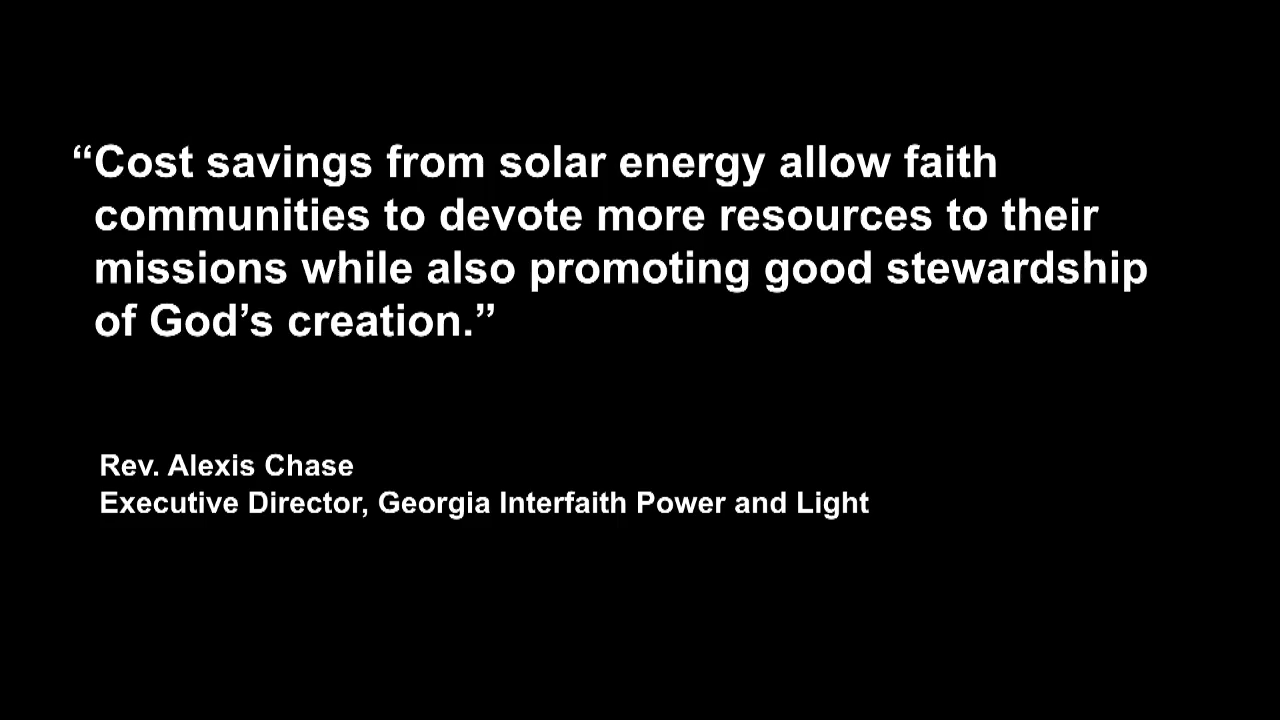 “Cost savings from solar energy allow faith
communities to devote more resources to their
missions while also promoting good stewardship
of God’s creation.”
Rev. Alexis Chase
Executive Director, Georgia Interfaith Power and Light